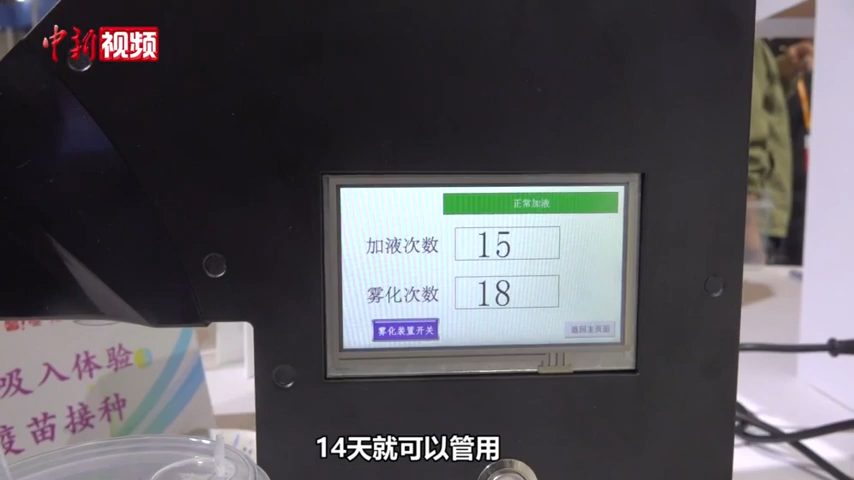 中新视频
正常加液
加液次数 15
雾化次数 18
雾化装置开关
返回主页面
吸入体验
疫苗接种
14天就可以管用